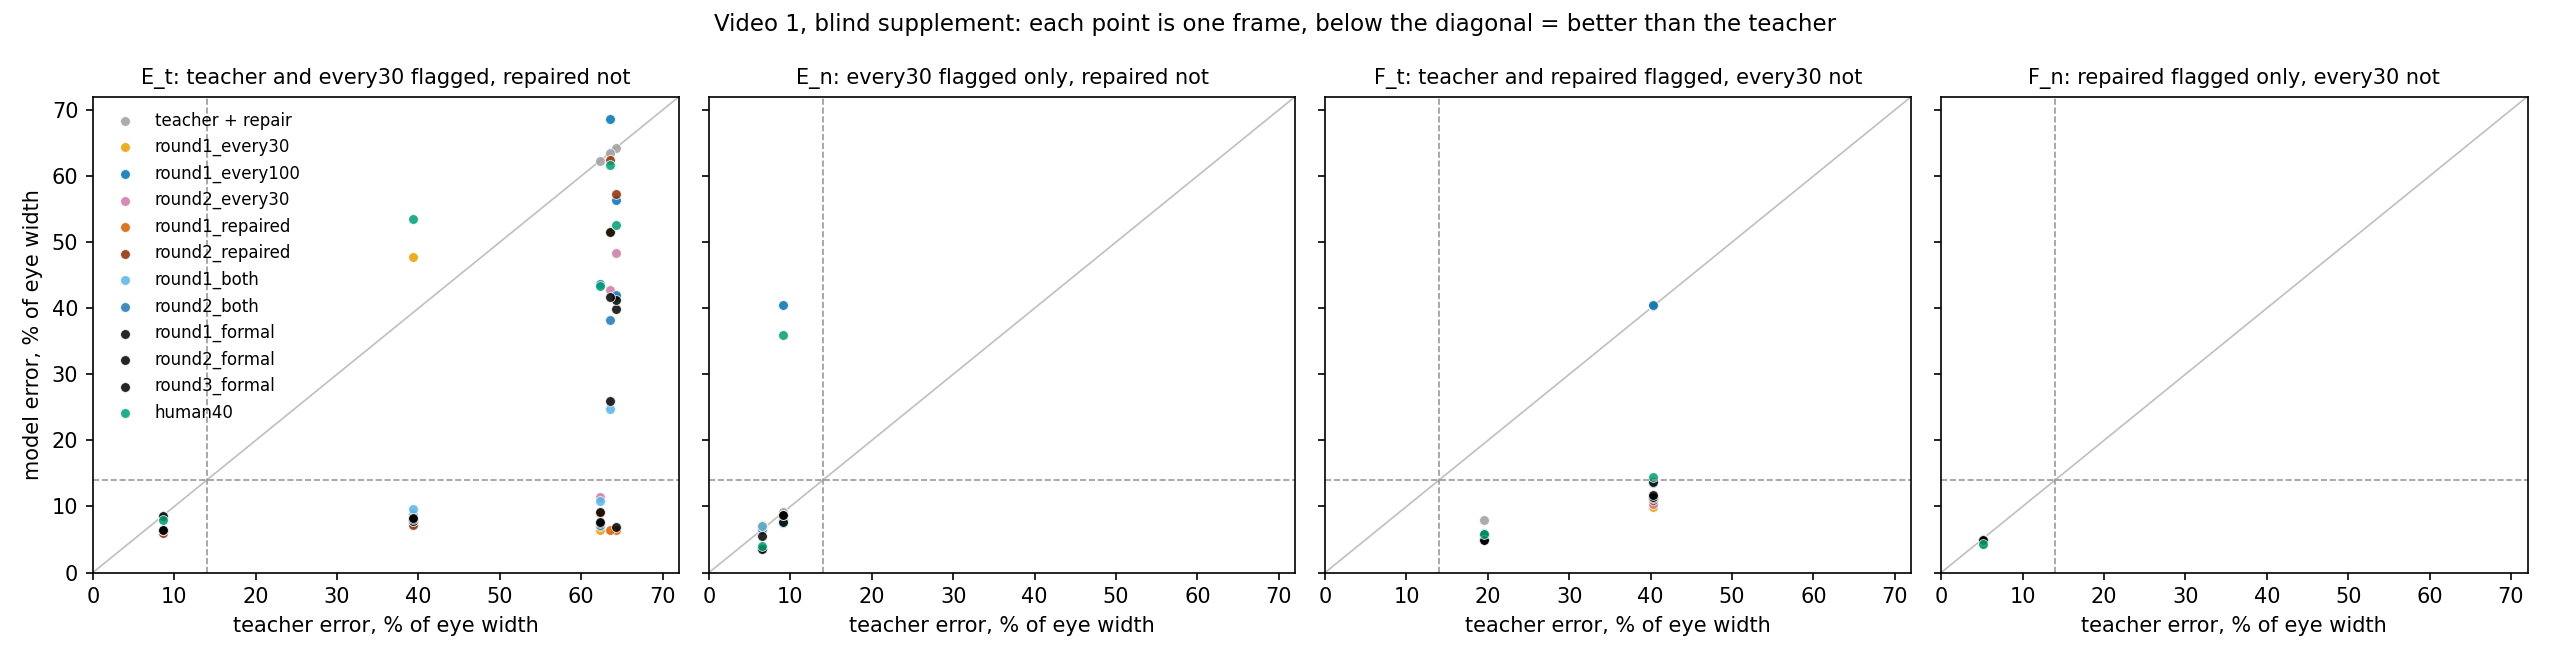 Video 1, blind supplement: each point is one frame, below the diagonal = better than the teacher
E_t: teacher and every30 flagged, repaired not
E_n: every30 flagged only, repaired not
F_t: teacher and repaired flagged, every30 not
F_n: repaired flagged only, every30 not
model error, % of eye width
70
60
50
40
30
20
10
0
teacher + repair
round1_every30
round1_every100
round2_every30
round1_repaired
round2_repaired
round1_both
round2_both
round1_formal
round2_formal
round3_formal
human40
0 10 20 30 40 50 60 70
0 10 20 30 40 50 60 70
0 10 20 30 40 50 60 70
0 10 20 30 40 50 60 70
teacher error, % of eye width
teacher error, % of eye width
teacher error, % of eye width
teacher error, % of eye width